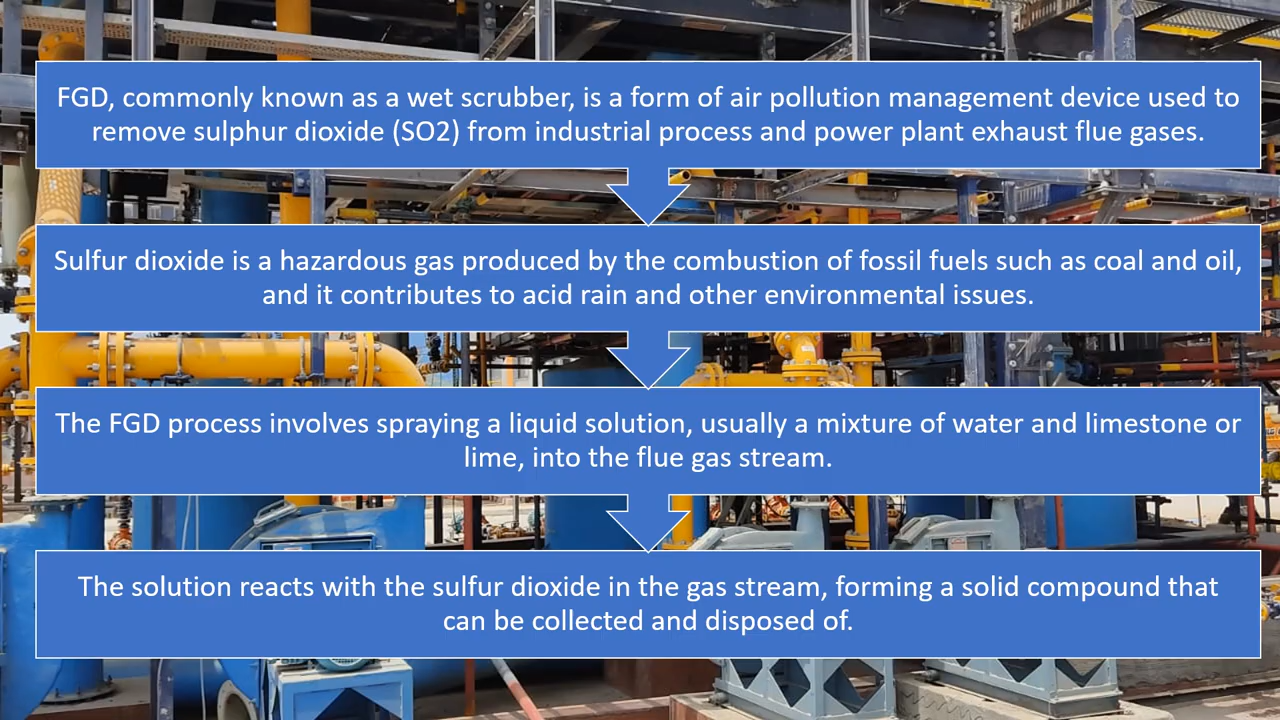 FGD, commonly known as a wet scrubber, is a form of air pollution management device used to
remove sulphur dioxide (SO2) from industrial process and power plant exhaust flue gases.
Sulfur dioxide is a hazardous gas produced by the combustion of fossil fuels such as coal and oil,
and it contributes to acid rain and other environmental issues.
The FGD process involves spraying a liquid solution, usually a mixture of water and limestone or
lime, into the flue gas stream.
The solution reacts with the sulfur dioxide in the gas stream, forming a solid compound that
can be collected and disposed of.